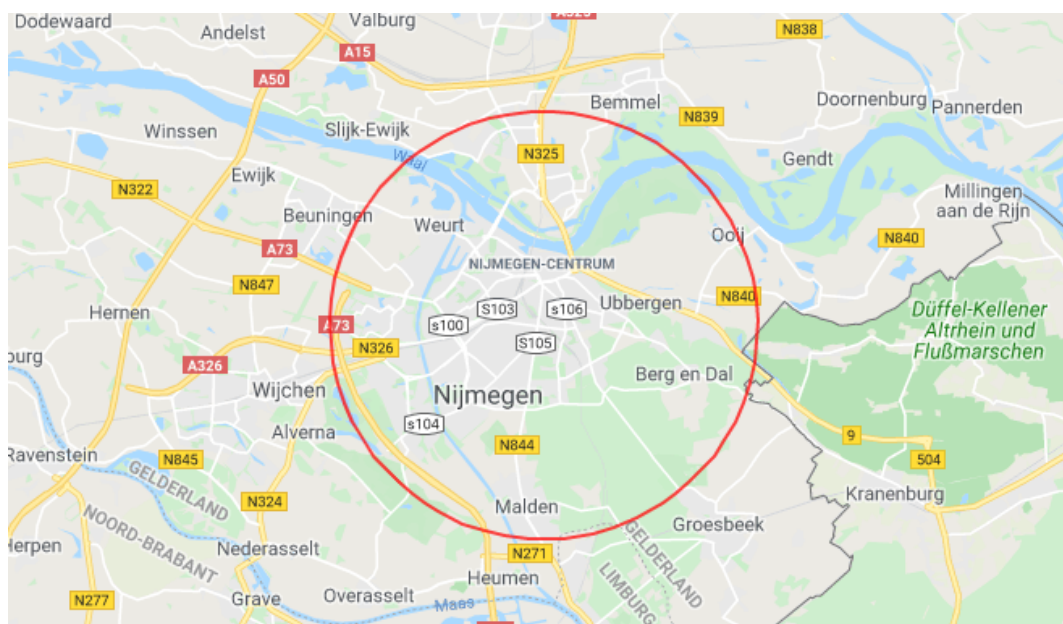 Dodewaard
Valburg
A325
N838
Andelst
A15
A50
Bemmel
Doornenburg
Pannerden
N839
Winssen
Slijk-Ewijk
Waal
N325
Gendt
Ewijk
N322
Beuningen
Weurt
Millingen
aan de Rijn
Ooij
N840
A73
NIJMEGEN-CENTRUM
N847
Ubbergen
N840
Hernen
S103
s106
Düffel-Kellener
Altrhein und
Flußmarschen
A73
s100
N326
S105
ourg
A326
Wijchen
Berg en Dal
Nijmegen
s104
Alverna
N844
9
Ravenstein
N845
504
GELDERLAND
N324
Kranenburg
Malden
NOORD-BRABANT
Groesbeek
Herpen
Nederasselt
N271
GELDERLAND
LIMBURG
Heumen
N277
Grave
Overasselt
Maas